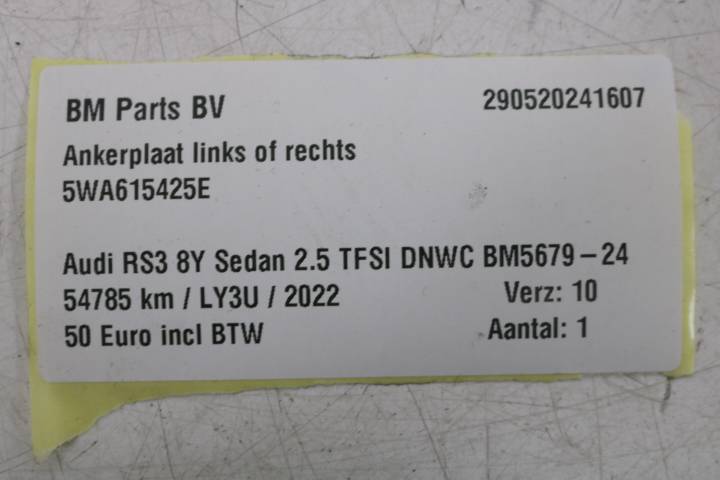 BM Parts BV 290520241607
Ankerplaat links of rechts
5WA615425E
Audi RS3 8Y Sedan 2.5 TFSI DNWC BM5679-24
54785 km / LY3U / 2022 Verz: 10
50 Euro incl BTW Aantal: 1